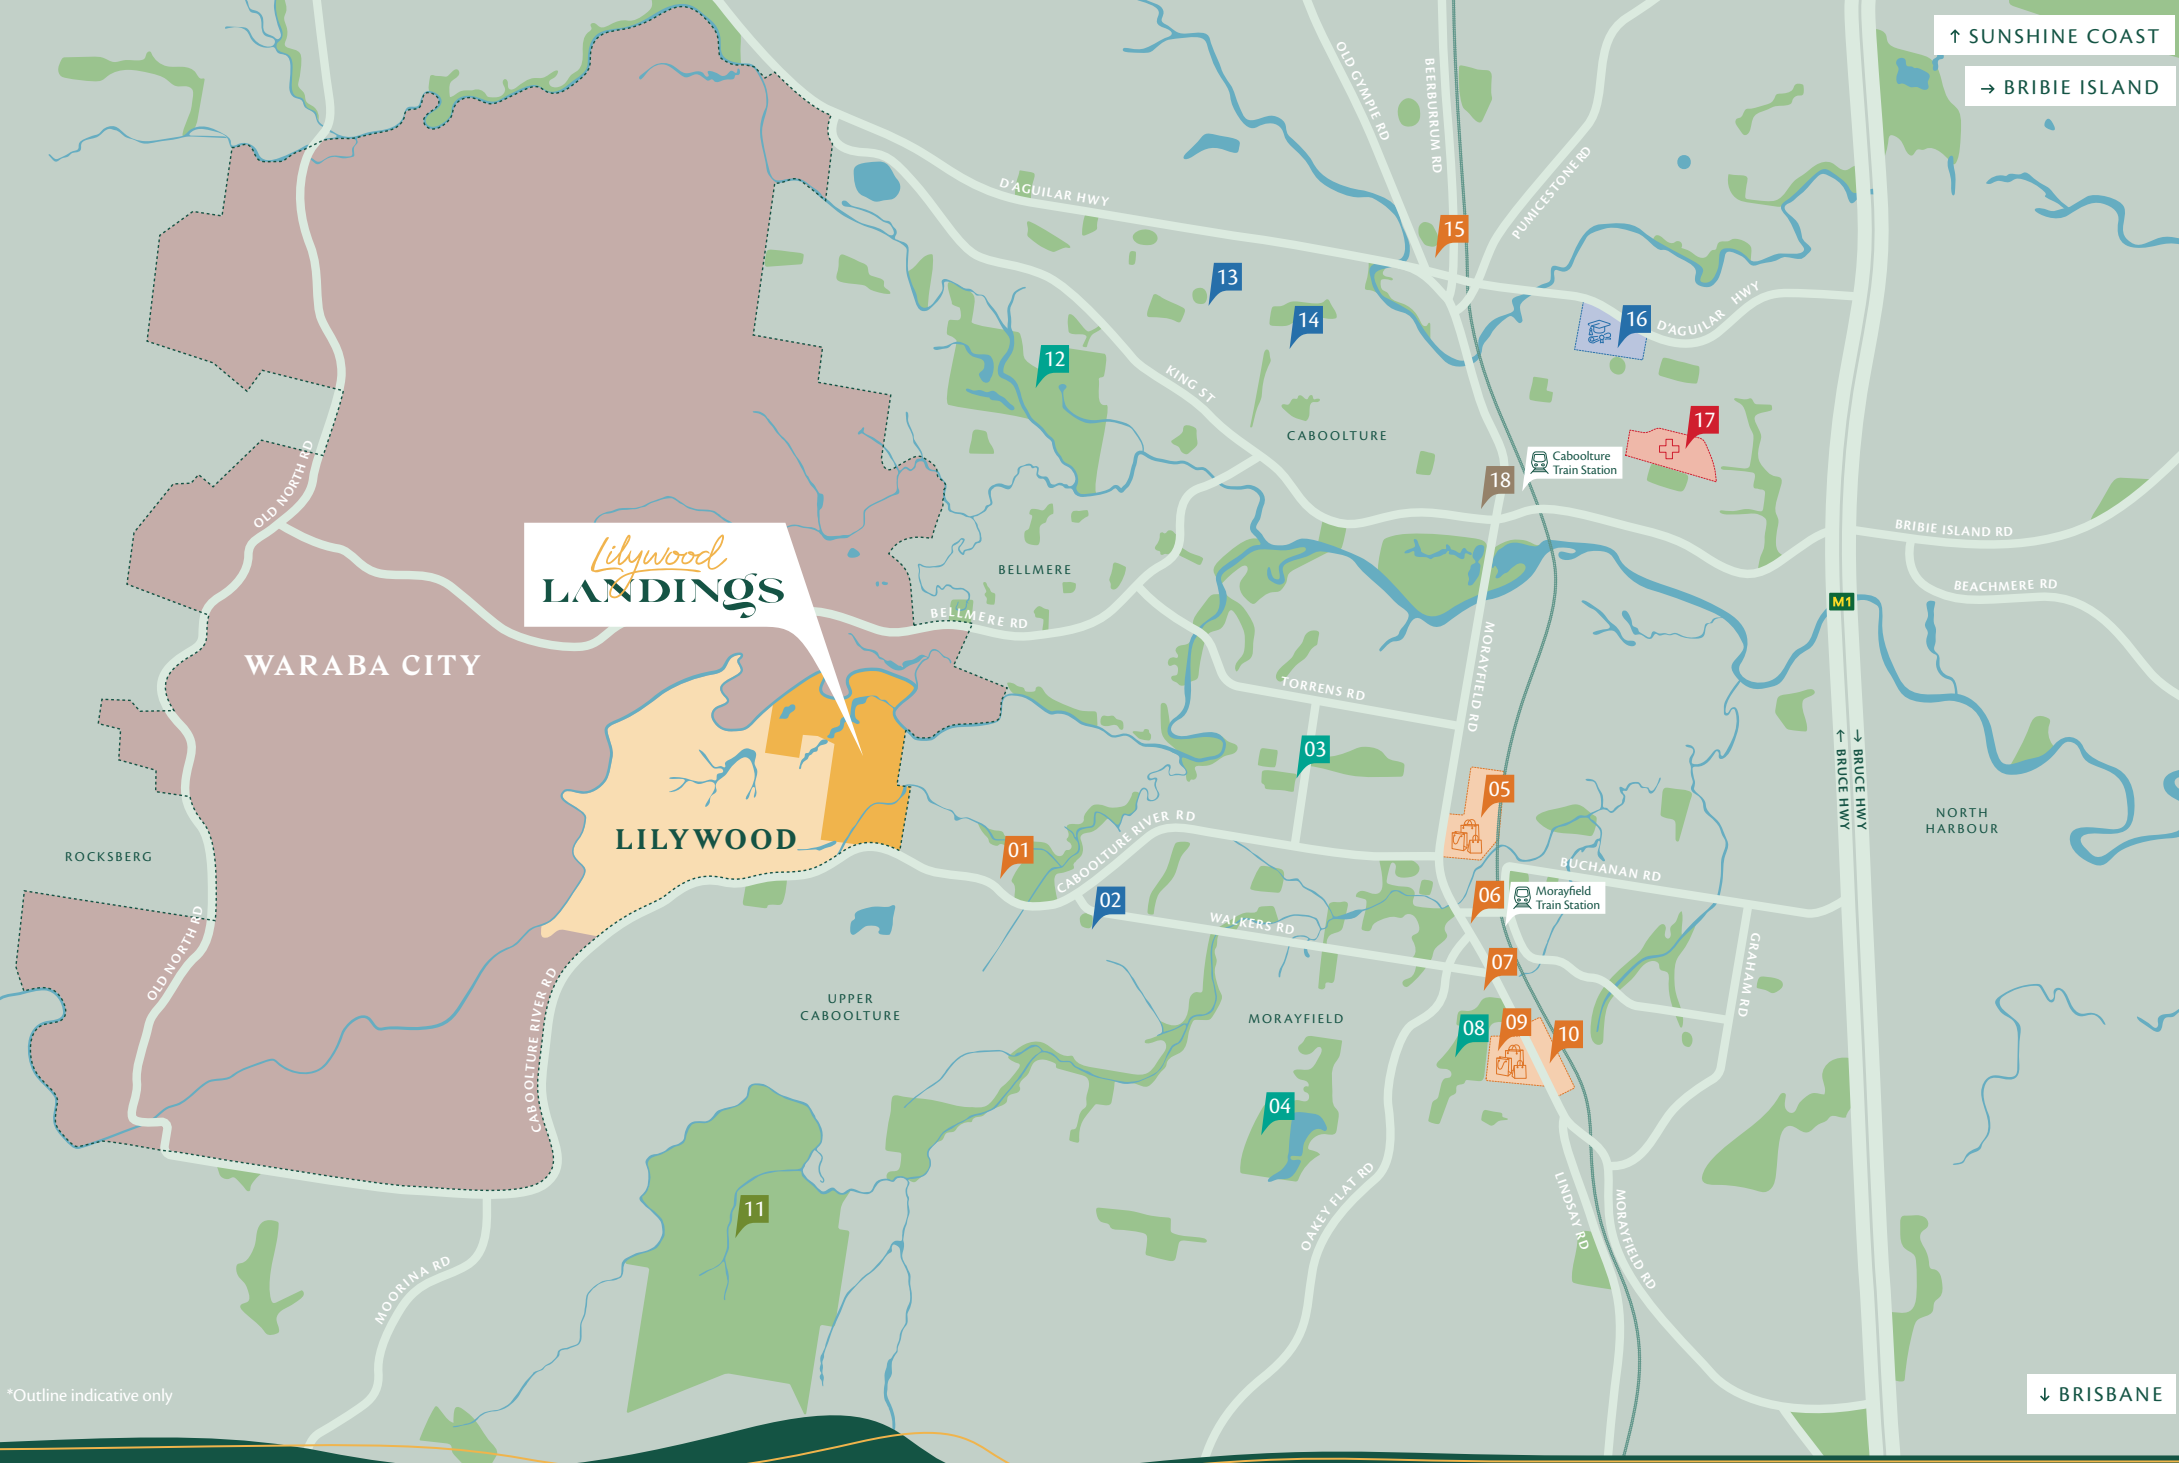 ↑ SUNSHINE COAST
→ BRIBIE ISLAND
OLD GYMPIE RD
BEERBURRUM RD
PUMICESTONE RD
D'AGUILAR HWY
15
13
14
16
D'AGUILAR HWY
12
KING ST
17
CABOOLTURE
Caboolture
Train Station
18
OLD NORTH RD
BRIBIE ISLAND RD
Lilywood
LANDINGS
BELLMERE
BEACHMERE RD
M1
BELLMERE RD
WARABA CITY
MORAYFIELD RD
TORRENS RD
03
↑ BRUCE HWY
→ BRUCE HWY
05
LILYWOOD
NORTH
HARBOUR
ROCKSBERG
01
CABOOLTURE RIVER RD
BUCHANAN RD
02
06
Morayfield
Train Station
WALKERS RD
OLD NORTH RD
07
GRAHAM RD
UPPER
CABOOLTURE
MORAYFIELD
08
09
10
CABOOLTURE RIVER RD
04
11
OAKEY FLAT RD
LINDSAY RD
MORAYFIELD RD
MOORINA RD
*Outline indicative only
↓ BRISBANE